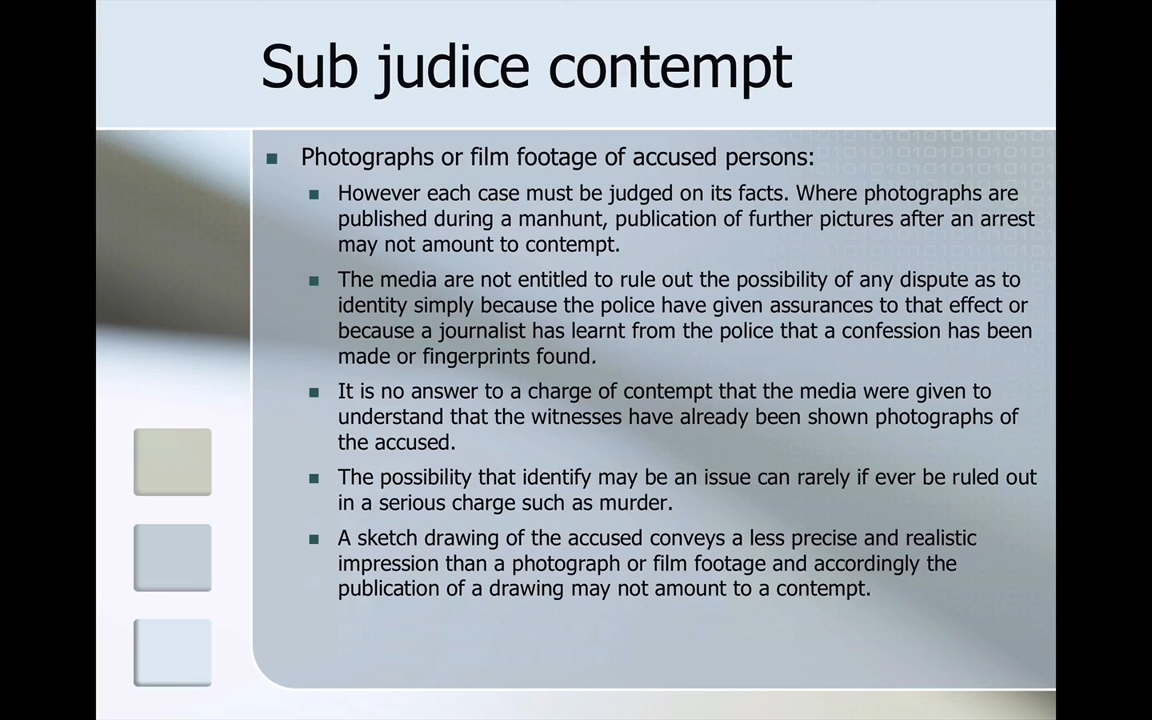 Sub judice contempt
Photographs or film footage of accused persons:
However each case must be judged on its facts. Where photographs are
published during a manhunt, publication of further pictures after an arrest
may not amount to contempt.
The media are not entitled to rule out the possibility of any dispute as to
identity simply because the police have given assurances to that effect or
because a journalist has learnt from the police that a confession has been
made or fingerprints found.
It is no answer to a charge of contempt that the media were given to
understand that the witnesses have already been shown photographs of
the accused.
The possibility that identify may be an issue can rarely if ever be ruled out
in a serious charge such as murder.
A sketch drawing of the accused conveys a less precise and realistic
impression than a photograph or film footage and accordingly the
publication of a drawing may not amount to a contempt.